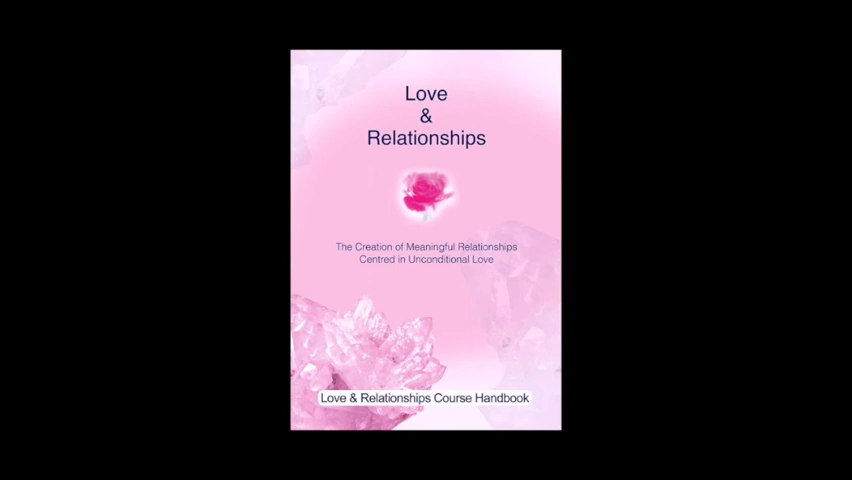 Love
&
Relationships
The Creation of Meaningful Relationships
Centred in Unconditional Love
Love & Relationships Course Handbook